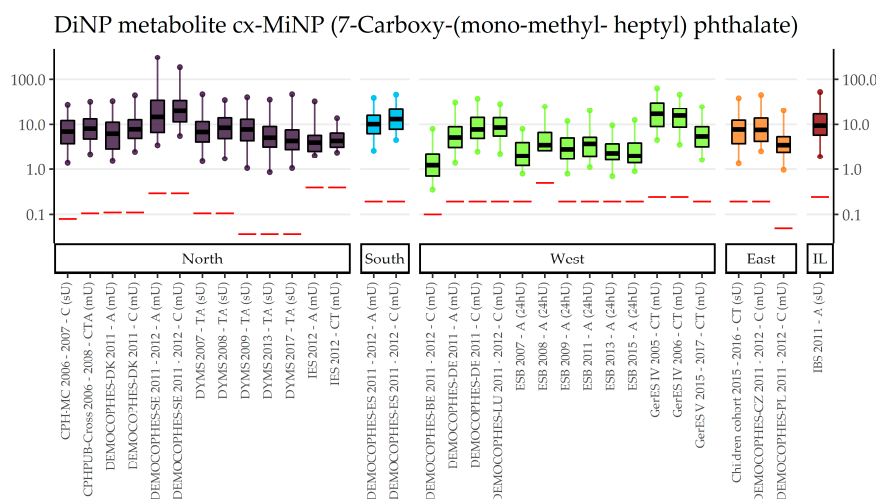 DiNP metabolite cx-MiNP (7-Carboxy-(mono-methyl- heptyl) phthalate)
100.0
10.0
1.0
0.1
100.0
10.0
1.0
0.1
North
South
West
East
IL
CPH-MC 2006 - 2007 - C (sU)
CPHPUB-Cross 2006 - 2008 - CTA (mU)
DEMOCOPHES-DK 2011 - A (mU)
DEMOCOPHES-DK 2011 - C (mU)
DEMOCOPHES-SE 2011 - 2012 - A (mU)
DEMOCOPHES-SE 2011 - 2012 - C (mU)
DYMS 2007 - TA (sU)
DYMS 2008 - TA (sU)
DYMS 2009 - TA (sU)
DYMS 2013 - TA (sU)
DYMS 2017 - TA (sU)
IES 2012 - A (mU)
IES 2012 - CT (mU)
DEMOCOPHES-ES 2011 - 2012 - A (mU)
DEMOCOPHES-ES 2011 - 2012 - C (mU)
DEMOCOPHES-BE 2011 - 2012 - C (mU)
DEMOCOPHES-DE 2011 - A (mU)
DEMOCOPHES-DE 2011 - C (mU)
DEMOCOPHES-LU 2011 - 2012 - C (mU)
ESB 2007 - A (24hU)
ESB 2008 - A (24hU)
ESB 2009 - A (24hU)
ESB 2011 - A (24hU)
ESB 2013 - A (24hU)
ESB 2015 - A (24hU)
GerES IV 2005 - CT (mU)
GerES IV 2006 - CT (mU)
GerES V 2015 - 2017 - CT (mU)
Chi dren cohort 2015 - 2016 - CT (sU)
DEMOCOPHES-CZ 2011 - C (mU)
DEMOCOPHES-PL 2011 - 2012 - C (mU)
IBS 2011 - A (sU)